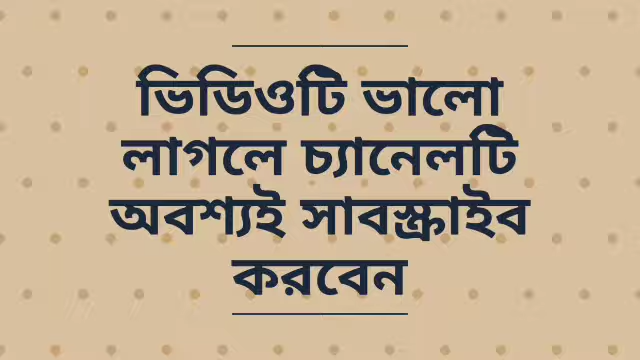 ভিডিওটি ভালো
লাগলে চ্যানেলটি
অবশ্যই সাবস্ক্রাইব
করবেন